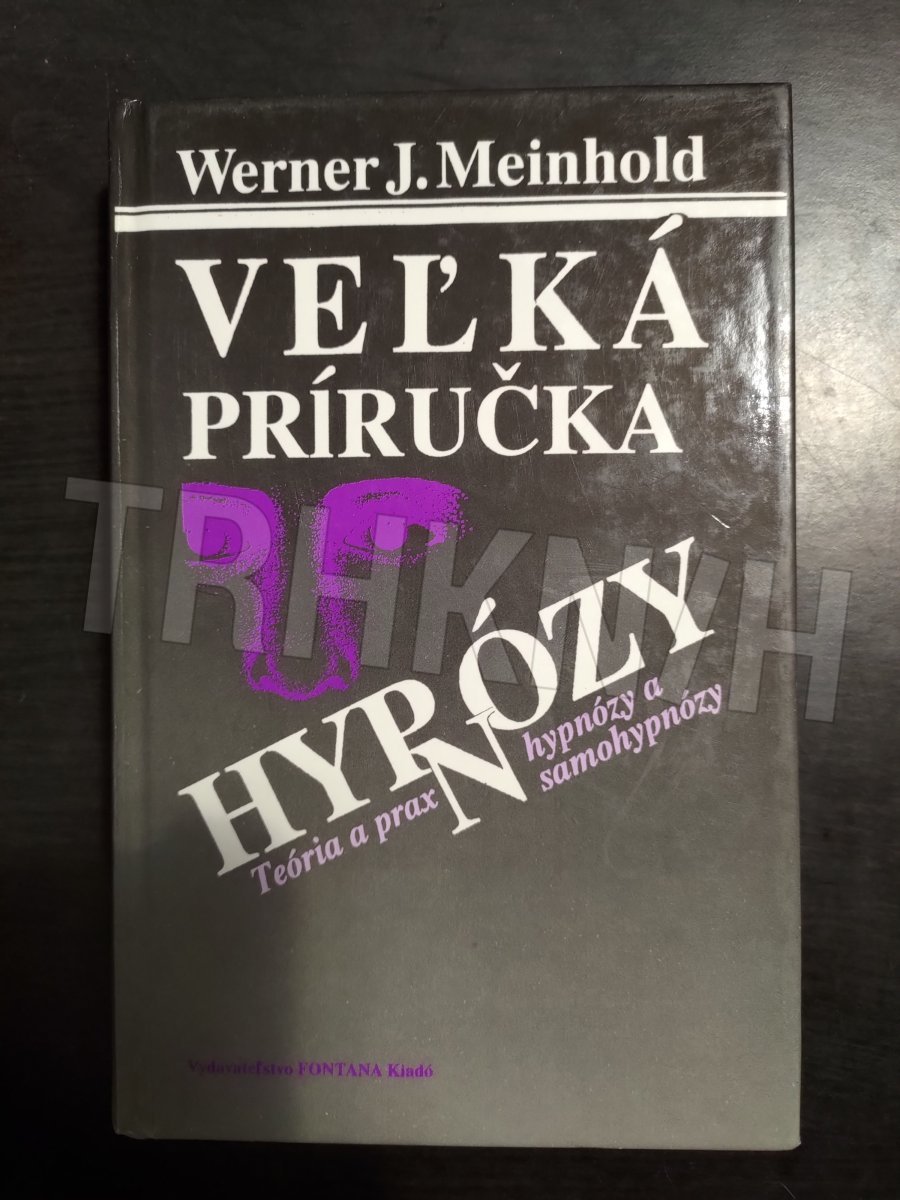 Werner J. Meinhold
VEĽKÁ
PRÍRUČKA
HYPNÓZY
Teória a prax
hypnózy a
samohypnózy
Vydavateľstvo FONTANA Kiadó
TRHKNIH